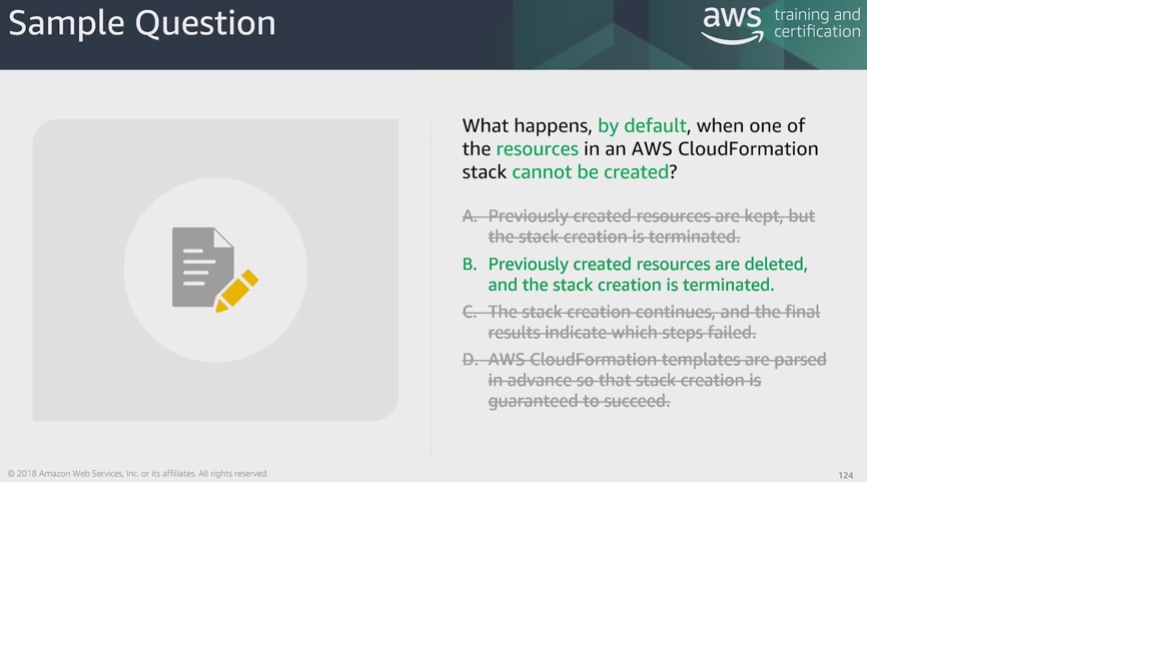 Sample Question
aws training and
certification
What happens, by default, when one of
the resources in an AWS CloudFormation
stack cannot be created?
A. Previously created resources are kept, but
the stack creation is terminated.
B. Previously created resources are deleted,
and the stack creation is terminated.
C. The stack creation continues, and the final
results indicate which steps failed.
D. AWS CloudFormation templates are parsed
in advance so that stack creation is
guaranteed to succeed.
© 2018 Amazon Web Services, Inc. or its affiliates. All rights reserved.
124